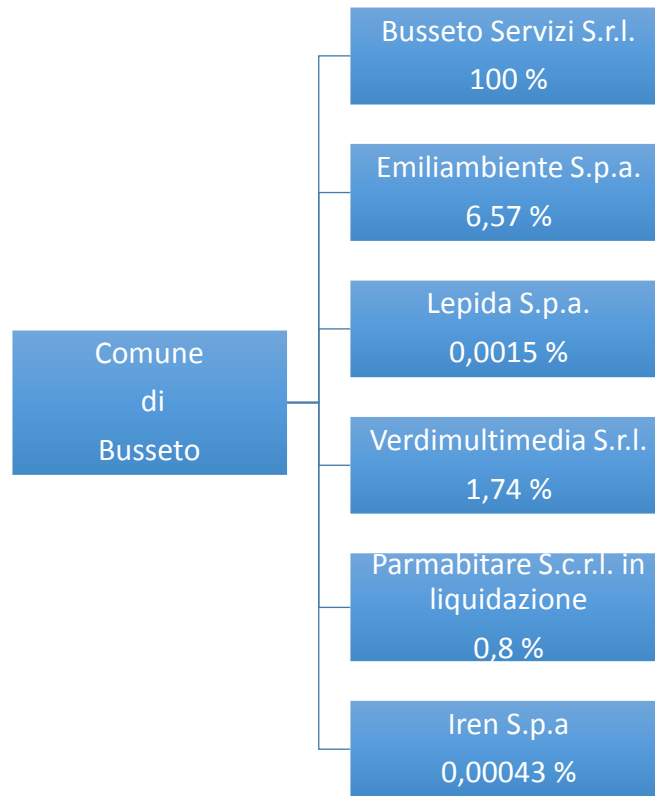 Busseto Servizi S.r.l.
100 %
Emiliambiente S.p.a.
6,57 %
Lepida S.p.a.
0,0015 %
Comune
di
Busseto
Verdimultimedia S.r.l.
1,74 %
Parmabitare S.c.r.l. in
liquidazione
0,8 %
Iren S.p.a
0,00043 %